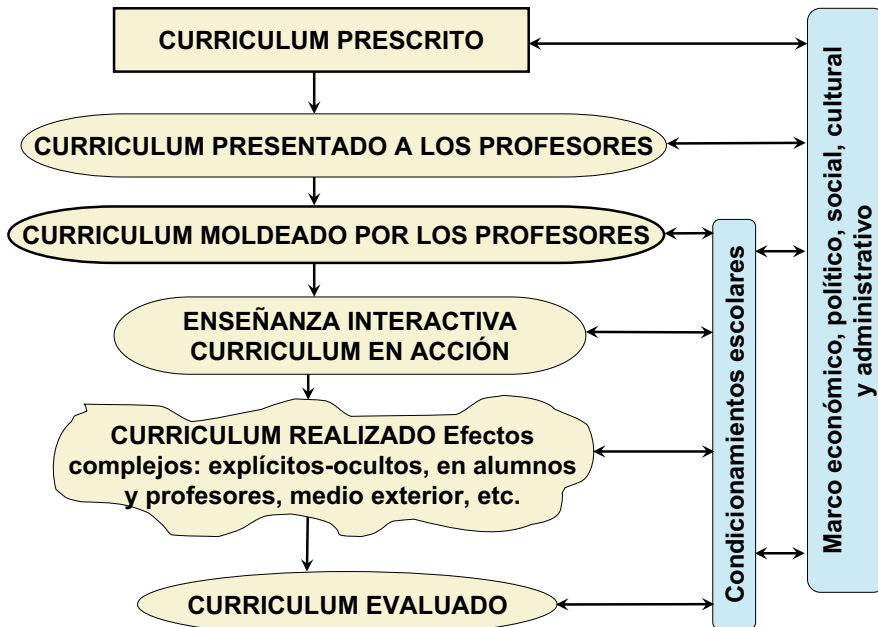 CURRICULUM PRESCRITO
CURRICULUM PRESENTADO A LOS PROFESORES
CURRICULUM MOLDEADO POR LOS PROFESORES
ENSEÑANZA INTERACTIVA
CURRICULUM EN ACCIÓN
CURRICULUM REALIZADO Efectos
complejos: explícitos-ocultos, en alumnos
y profesores, medio exterior, etc.
CURRICULUM EVALUADO
Condicionamientos escolares
Marco económico, político, social, cultural
y administrativo